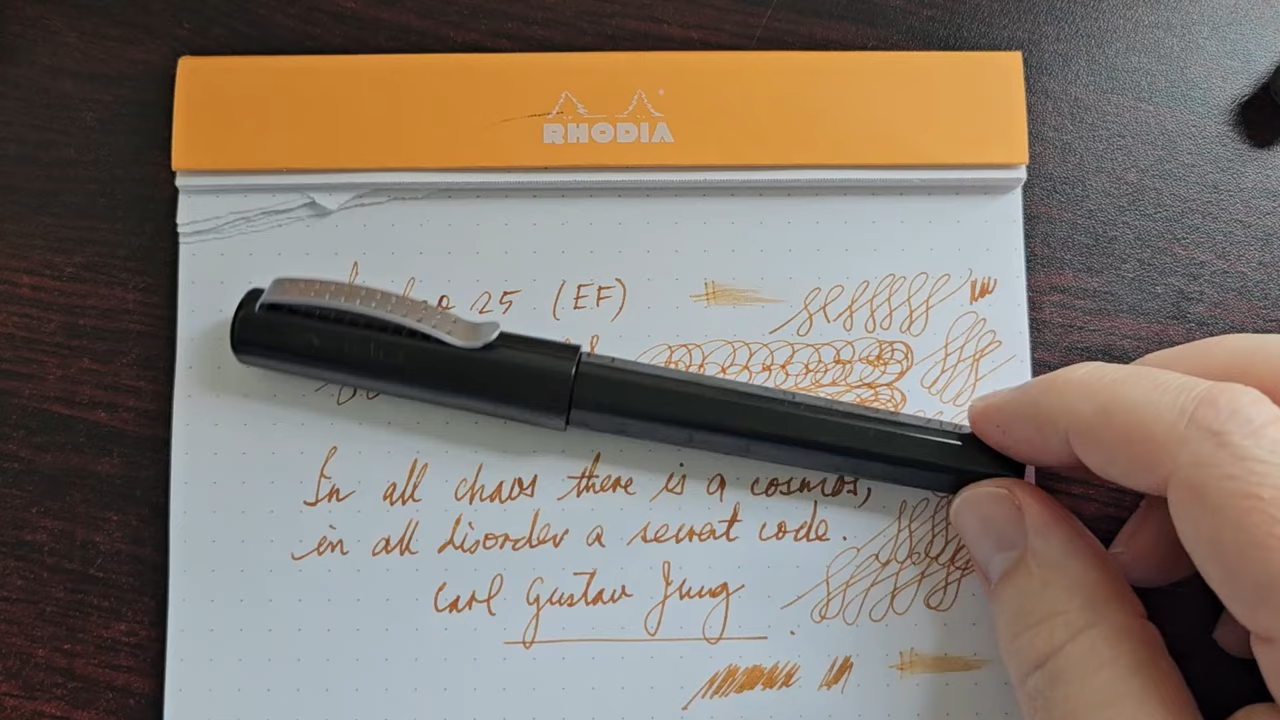 RHODIA
25 (EF)
In all chaos there is a cosmos,
in all disorder a secret code.
Carl Gustav Jung